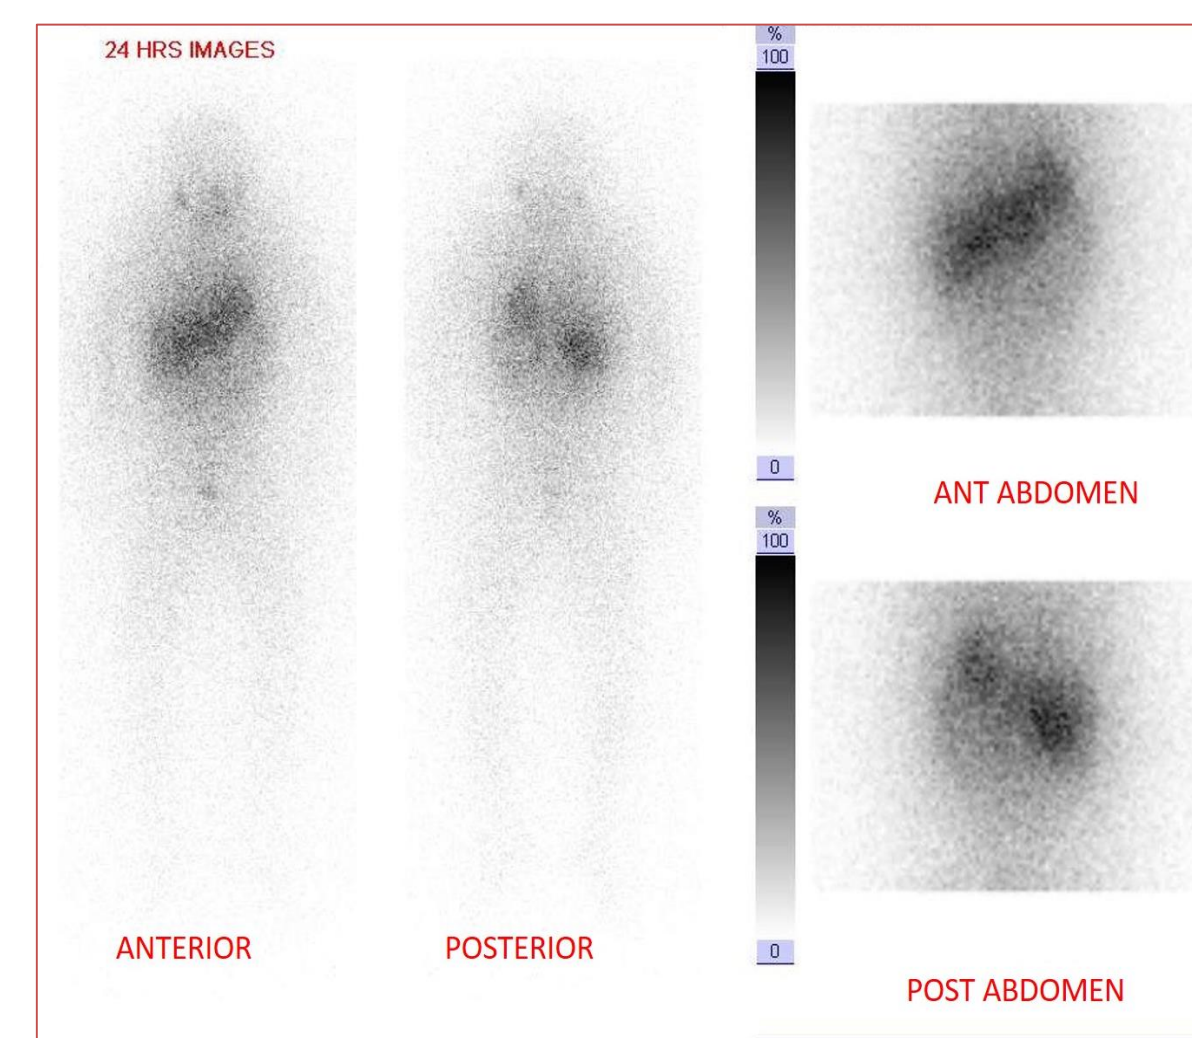 24 HRS IMAGES
ANTERIOR
POSTERIOR
%
100
0
%
100
0
ANT ABDOMEN
POST ABDOMEN